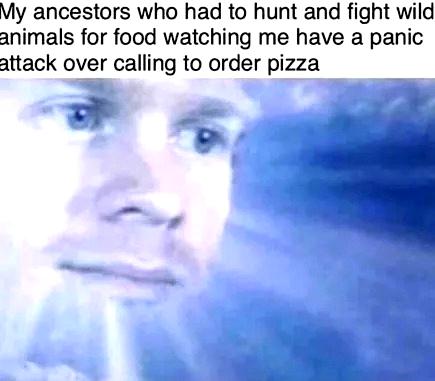 My ancestors who had to hunt and fight wild
animals for food watching me have a panic
attack over calling to order pizza